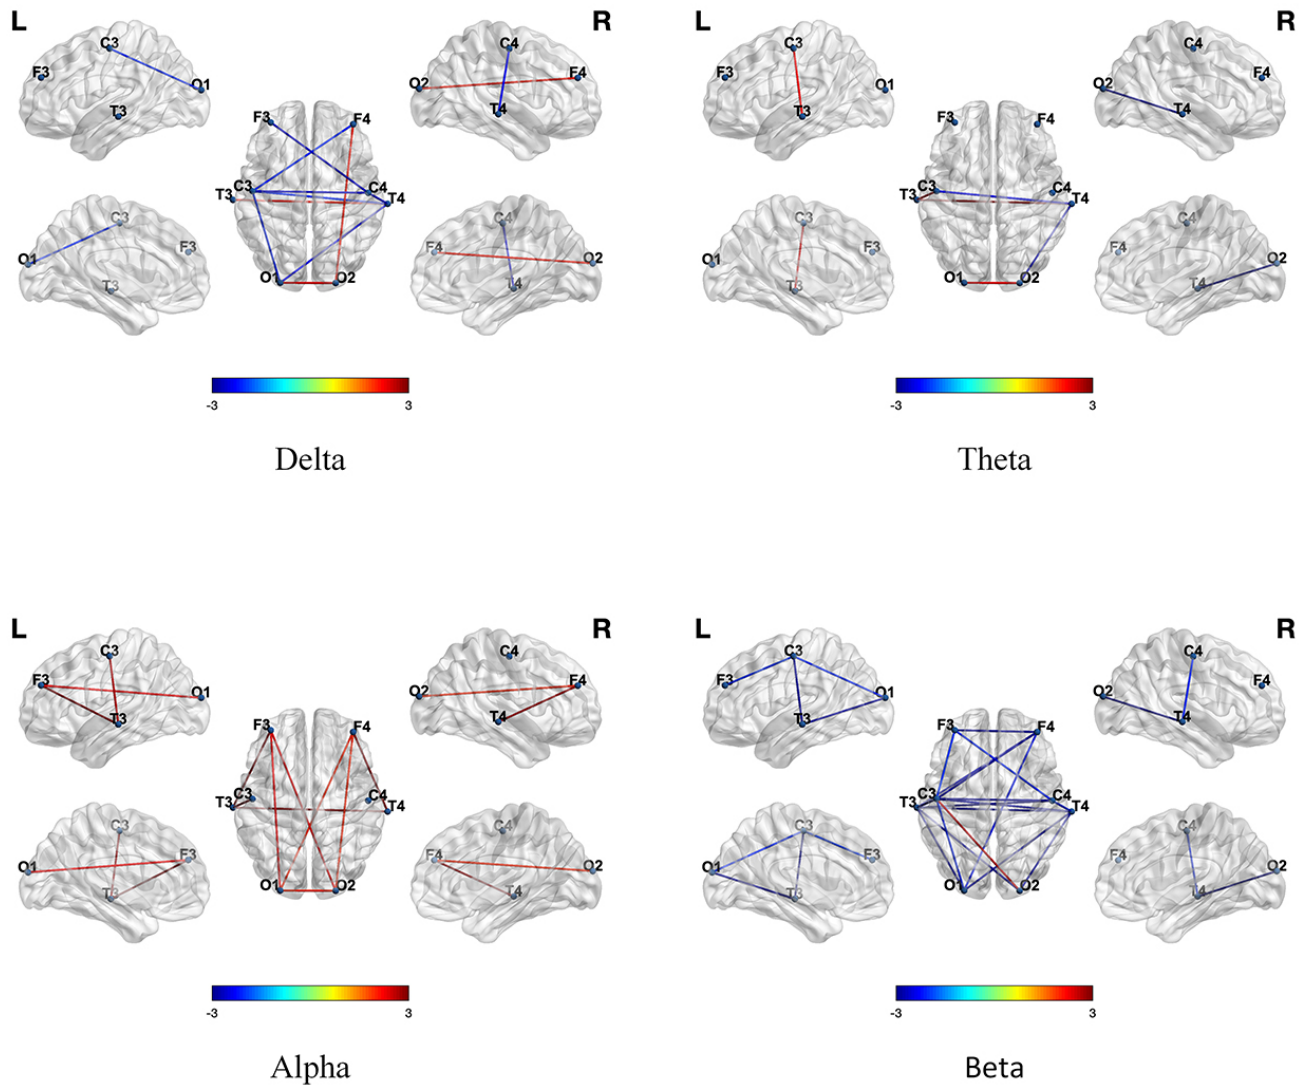 L R L R
C3 C4 C3 C4
F3 O1 O2 F4 F3 O1 O2 F4
T3 T4 T3 T4
F3 F4 F3 F4
T3 C3 C4 T4 T3 C3 C4 T4
C3 C4 C3 C4
O1 F3 F4 O2 O1 F3 F4 O2
T3 O1 O2 T4 T3 O1 O2 T4
-3 3 -3 3
Delta Theta
L R L R
C3 C4 C3 C4
F3 O1 O2 F4 F3 O1 O2 F4
T3 T4 T3 T4
F3 F4 F3 F4
T3 C3 C4 T4 T3 C3 C4 T4
C3 C4 C3 C4
O1 F3 F4 O2 O1 F3 F4 O2
T3 O1 O2 T4 T3 O1 O2 T4
-3 3 -3 3
Alpha Beta